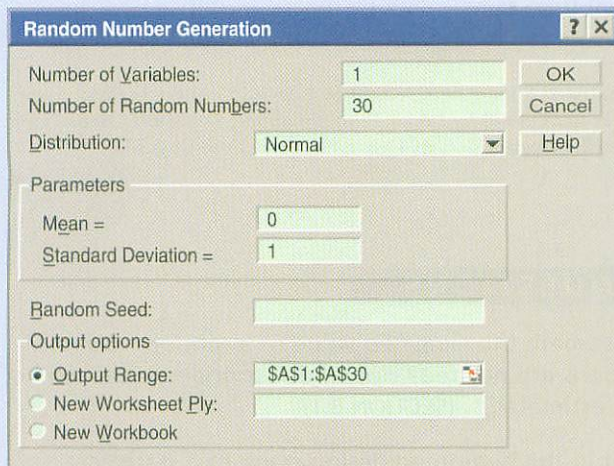 Random Number Generation ? ×
Number of Variables: 1 OK
Number of Random Numbers: 30 Cancel
Distribution: Normal Help
Parameters
Mean = 0
Standard Deviation = 1
Random Seed:
Output options
Output Range: $A$1:$A$30
New Worksheet Ply:
New Workbook